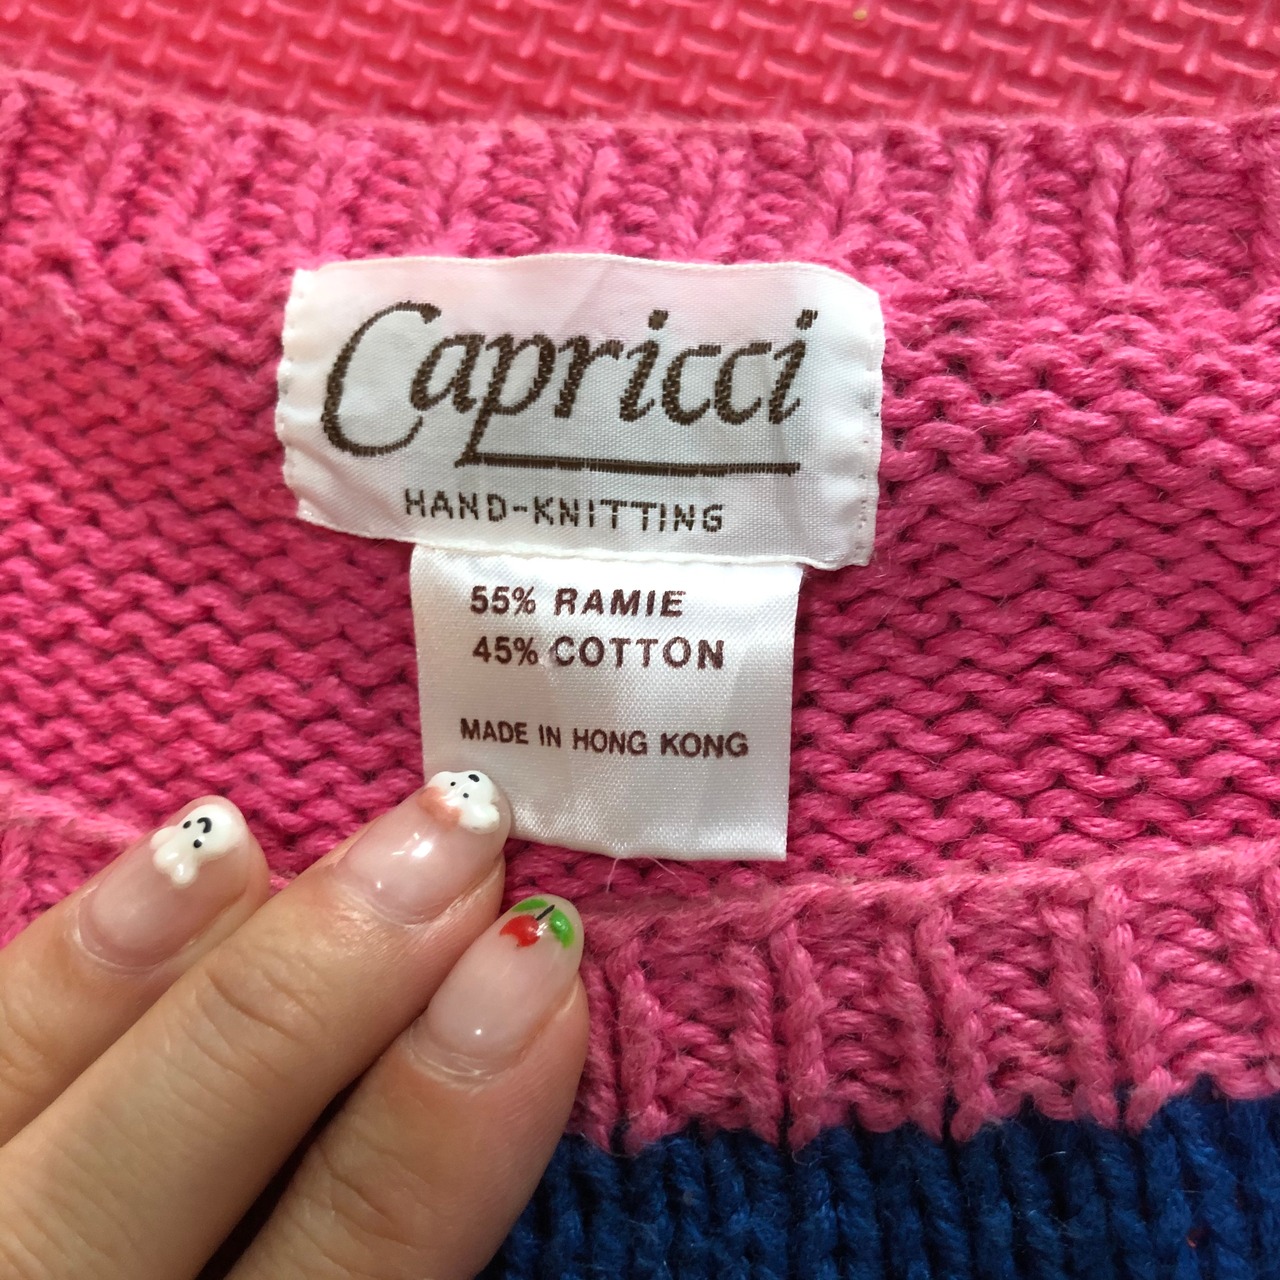 Capricci
HAND-KNITTING
55% RAMIE
45% COTTON
MADE IN HONG KONG